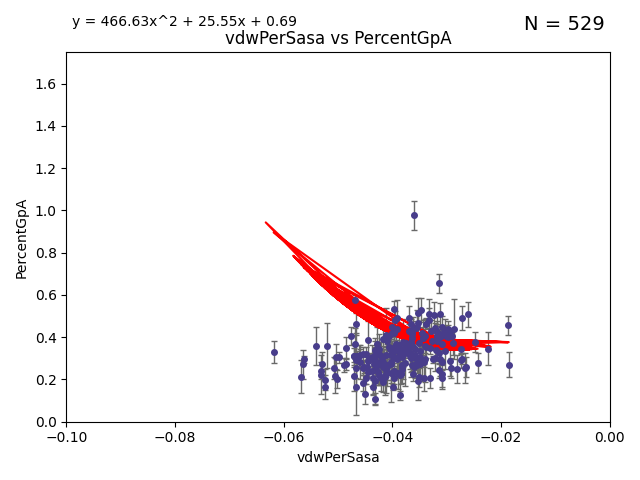 y = 466.63x^2 + 25.55x + 0.69
N = 529
vdwPerSasa vs PercentGpA
PercentGpA
1.6
1.4
1.2
1.0
0.8
0.6
0.4
0.2
0.0
−0.10 −0.08 −0.06 −0.04 −0.02 0.00
vdwPerSasa